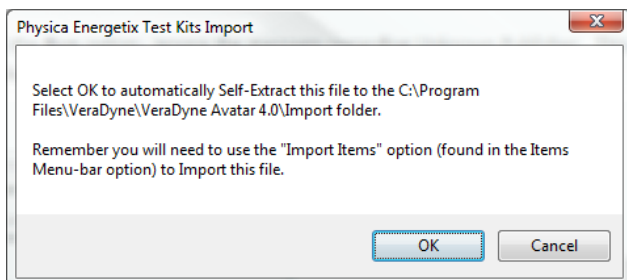 Physica Energetix Test Kits Import
Select OK to automatically Self-Extract this file to the C:\Program
Files\VeraDyne\VeraDyne Avatar 4.0\Import folder.
Remember you will need to use the "Import Items" option (found in the Items
Menu-bar option) to Import this file.
OK
Cancel